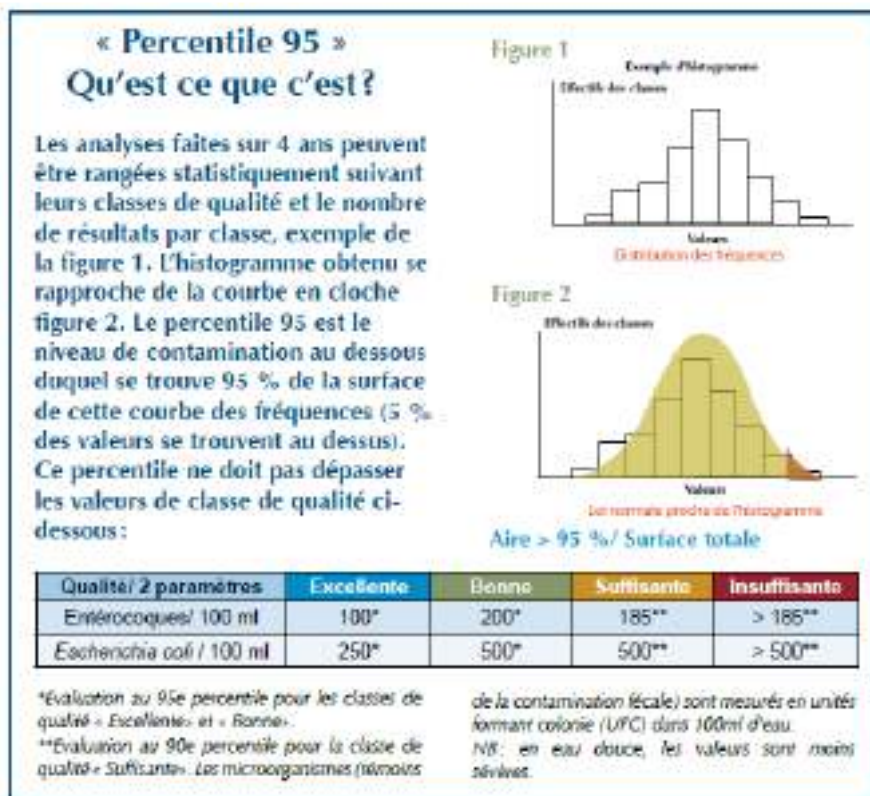 « Percentile 95 »
Qu'est ce que c'est?
Les analyses faites sur 4 ans peuvent
être rangées statistiquement suivant
leurs classes de qualité et le nombre
de résultats par classe, exemple de
la figure 1. L'histogramme obtenu se
rapproche de la courbe en cloche
figure 2. Le percentile 95 est le
niveau de contamination au dessous
duquel se trouve 95 % de la surface
de cette courbe des fréquences (5 %
des valeurs se trouvent au dessus).
Ce percentile ne doit pas dépasser
les valeurs de classe de qualité ci-
dessous:
Figure 1
Exemple d'histogramme
Effectifs des classes
Valeurs
Distribution des fréquences
Figure 2
Effectifs des classes
Valeurs
Loi normale proche de l'histogramme
Aire > 95 %/ Surface totale
Qualité/ 2 paramètres Excellente Bonne Suffisante Insuffisante
Entérocoques/ 100 ml 100* 200* 185** > 185**
Escherichia coli / 100 ml 250* 500* 500** > 500**
*Evaluation au 95e percentile pour les classes de
qualité « Excellente» et « Bonne».
**Evaluation au 90e percentile pour la classe de
qualité « Suffisante». Les microorganismes (témoins
de la contamination fécale) sont mesurés en unités
formant colonie (UFC) dans 100ml d'eau.
NB: en eau douce, les valeurs sont moins
sévères.